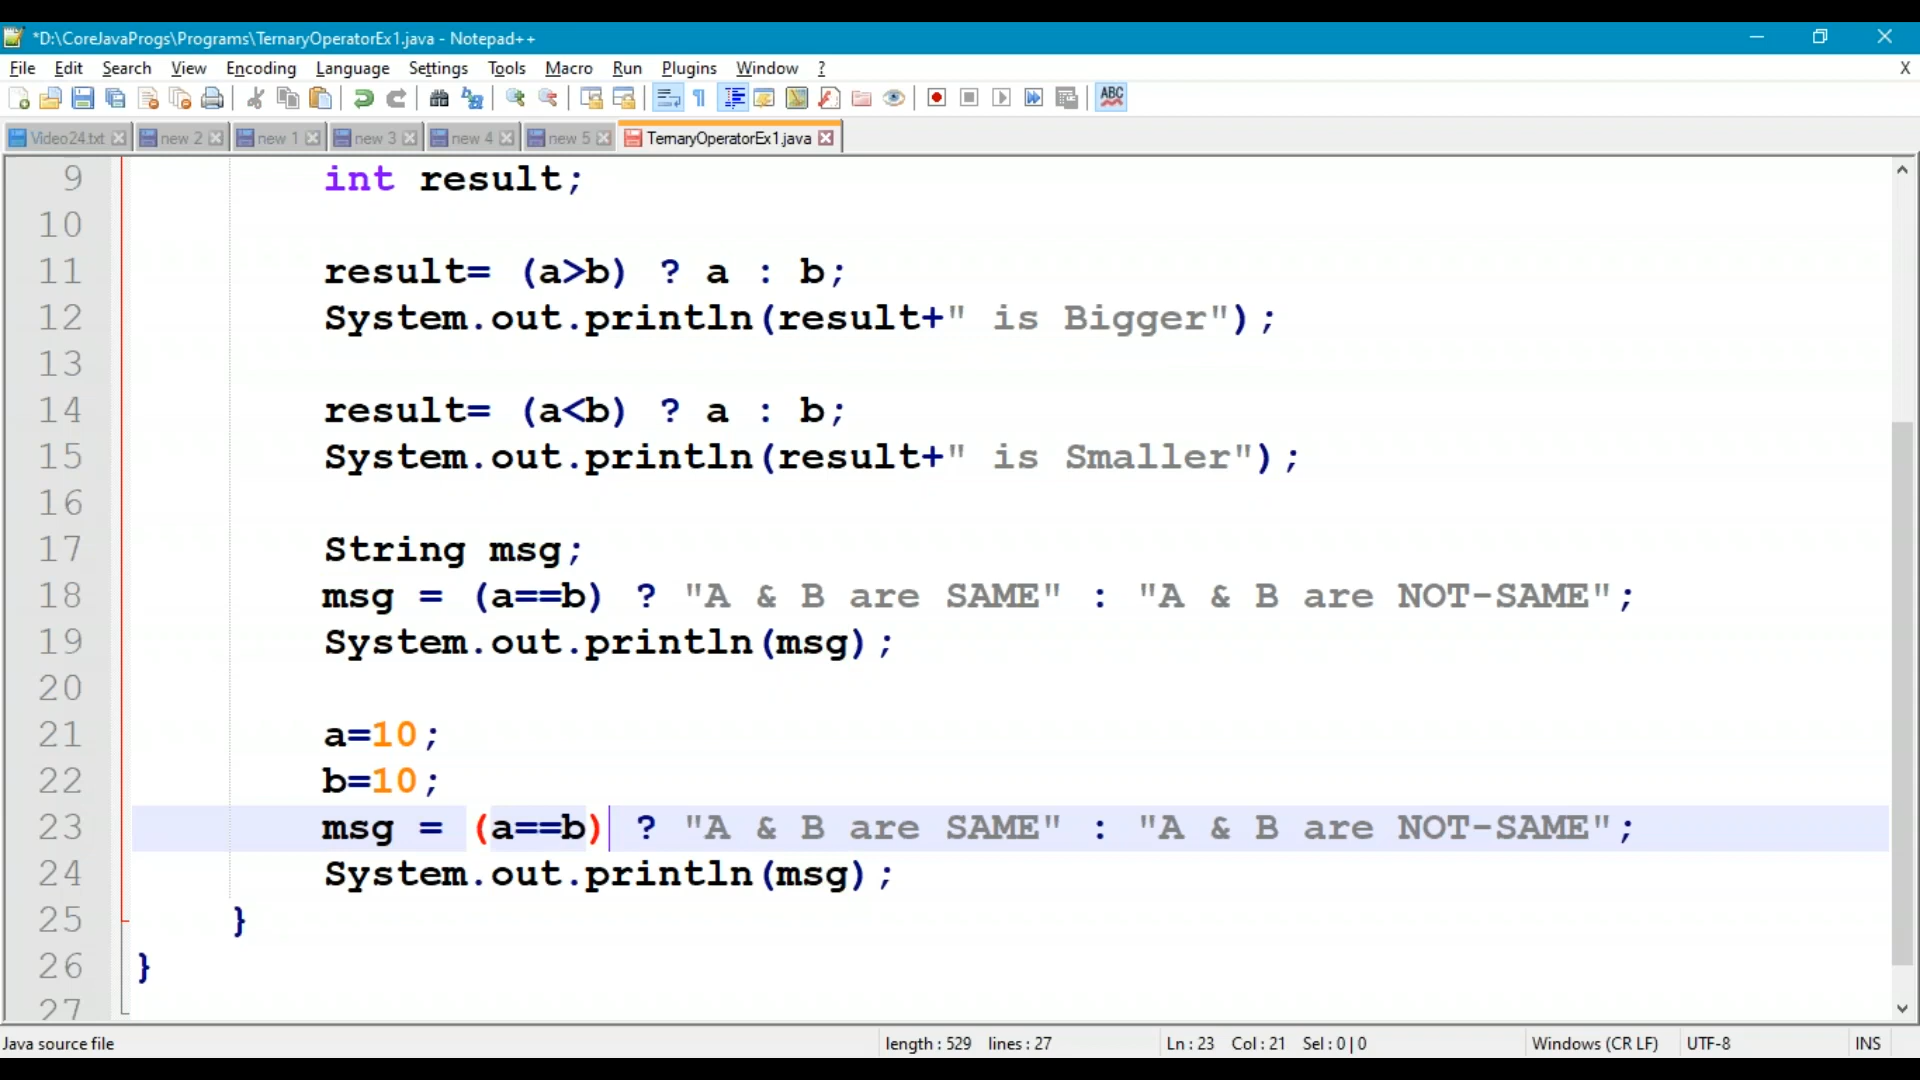 *D:\CoreJavaProgs\Programs\TernaryOperatorEx1.java - Notepad++
File Edit Search View Encoding Language Settings Tools Macro Run Plugins Window ? X
ABC
Video24.txt new 2 new 1 new 3 new 4 new 5 TernaryOperatorEx1.java
9 int result;
10
11 result= (a>b) ? a : b;
12 System.out.println(result+" is Bigger");
13
14 result= (a<b) ? a : b;
15 System.out.println(result+" is Smaller");
16
17 String msg;
18 msg = (a==b) ? "A & B are SAME" : "A & B are NOT-SAME";
19 System.out.println(msg);
20
21 a=10;
22 b=10;
23 msg = (a==b) ? "A & B are SAME" : "A & B are NOT-SAME";
24 System.out.println(msg);
25 }
26 }
27
Java source file length : 529 lines : 27 Ln : 23 Col : 21 Sel : 0 | 0 Windows (CR LF) UTF-8 INS